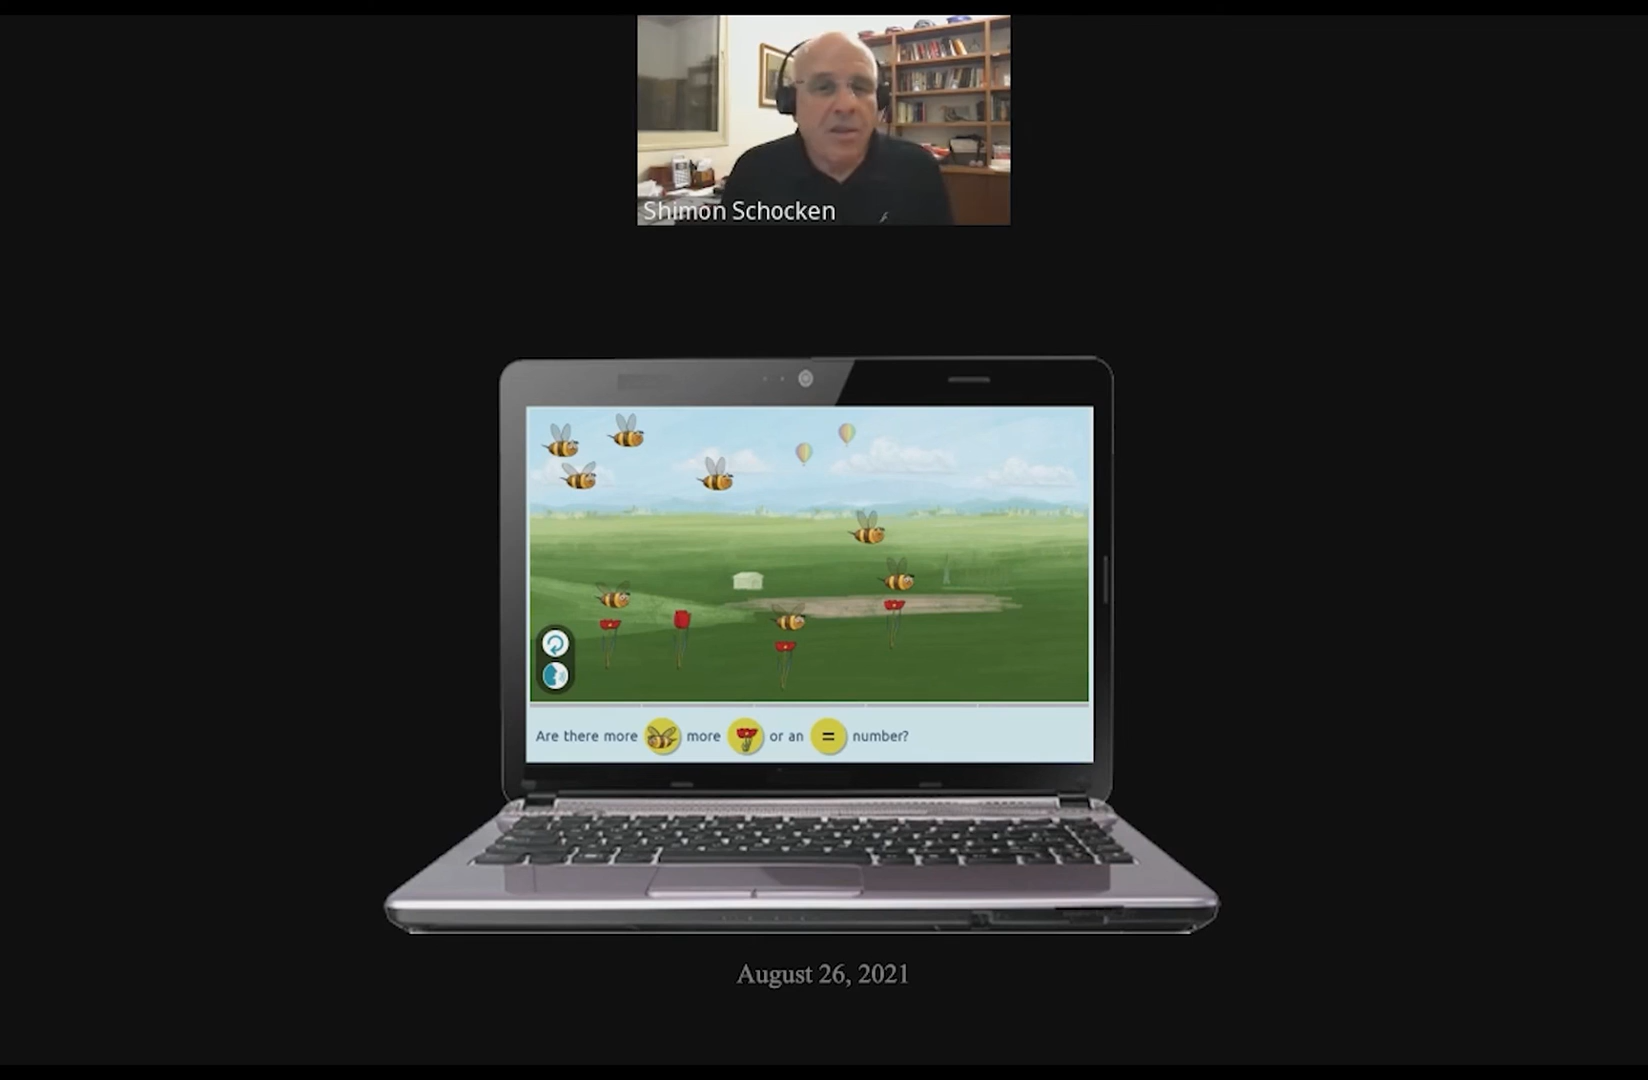 Shimon Schocken
Are there more more or an = number?
August 26, 2021